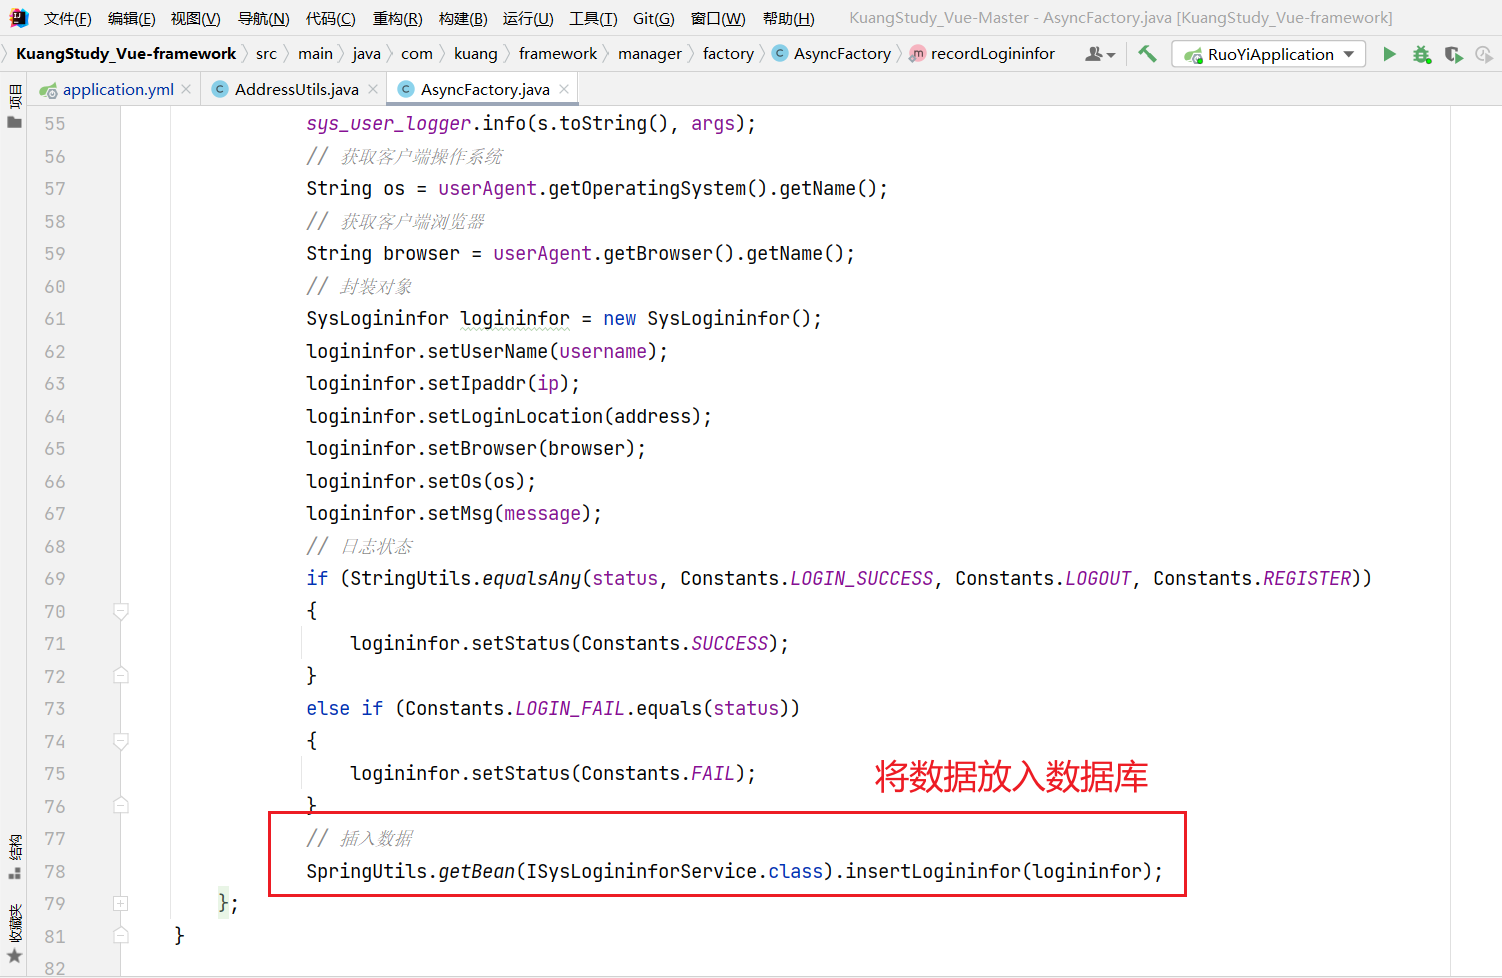 文件(F) 编辑(E) 视图(V) 导航(N) 代码(C) 重构(R) 构建(B) 运行(U) 工具(T) Git(G) 窗口(W) 帮助(H) KuangStudy_Vue-Master - AsyncFactory.java [KuangStudy_Vue-framework]
KuangStudy_Vue-framework src main java com kuang framework manager factory AsyncFactory recordLogininfor RuoYiApplication
application.yml AddressUtils.java AsyncFactory.java
项目
55 sys_user_logger.info(s.toString(), args);
56 // 获取客户端操作系统
57 String os = userAgent.getOperatingSystem().getName();
58 // 获取客户端浏览器
59 String browser = userAgent.getBrowser().getName();
60 // 封装对象
61 SysLogininfor logininfor = new SysLogininfor();
62 logininfor.setUserName(username);
63 logininfor.setIpaddr(ip);
64 logininfor.setLoginLocation(address);
65 logininfor.setBrowser(browser);
66 logininfor.setOs(os);
67 logininfor.setMsg(message);
68 // 日志状态
69 if (StringUtils.equalsAny(status, Constants.LOGIN_SUCCESS, Constants.LOGOUT, Constants.REGISTER))
70 {
71 logininfor.setStatus(Constants.SUCCESS);
72 }
73 else if (Constants.LOGIN_FAIL.equals(status))
74 {
75 logininfor.setStatus(Constants.FAIL);
将数据放入数据库
76 }
77 // 插入数据
78 SpringUtils.getBean(ISysLogininforService.class).insertLogininfor(logininfor);
79 };
81 }
82
结构
收藏夹